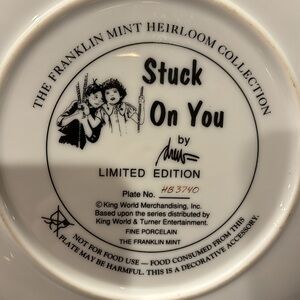 THE FRANKLIN MINT HEIRLOOM COLLECTION
Stuck
On You
by
LIMITED EDITION
Plate No. HB3740
© King World Merchandising, Inc.
Based upon the series distributed by
King World & Turner Entertainment.
FINE PORCELAIN
THE FRANKLIN MINT
NOT FOR FOOD USE — FOOD CONSUMED FROM THIS
PLATE MAY BE HARMFUL. THIS IS A DECORATIVE ACCESSORY.